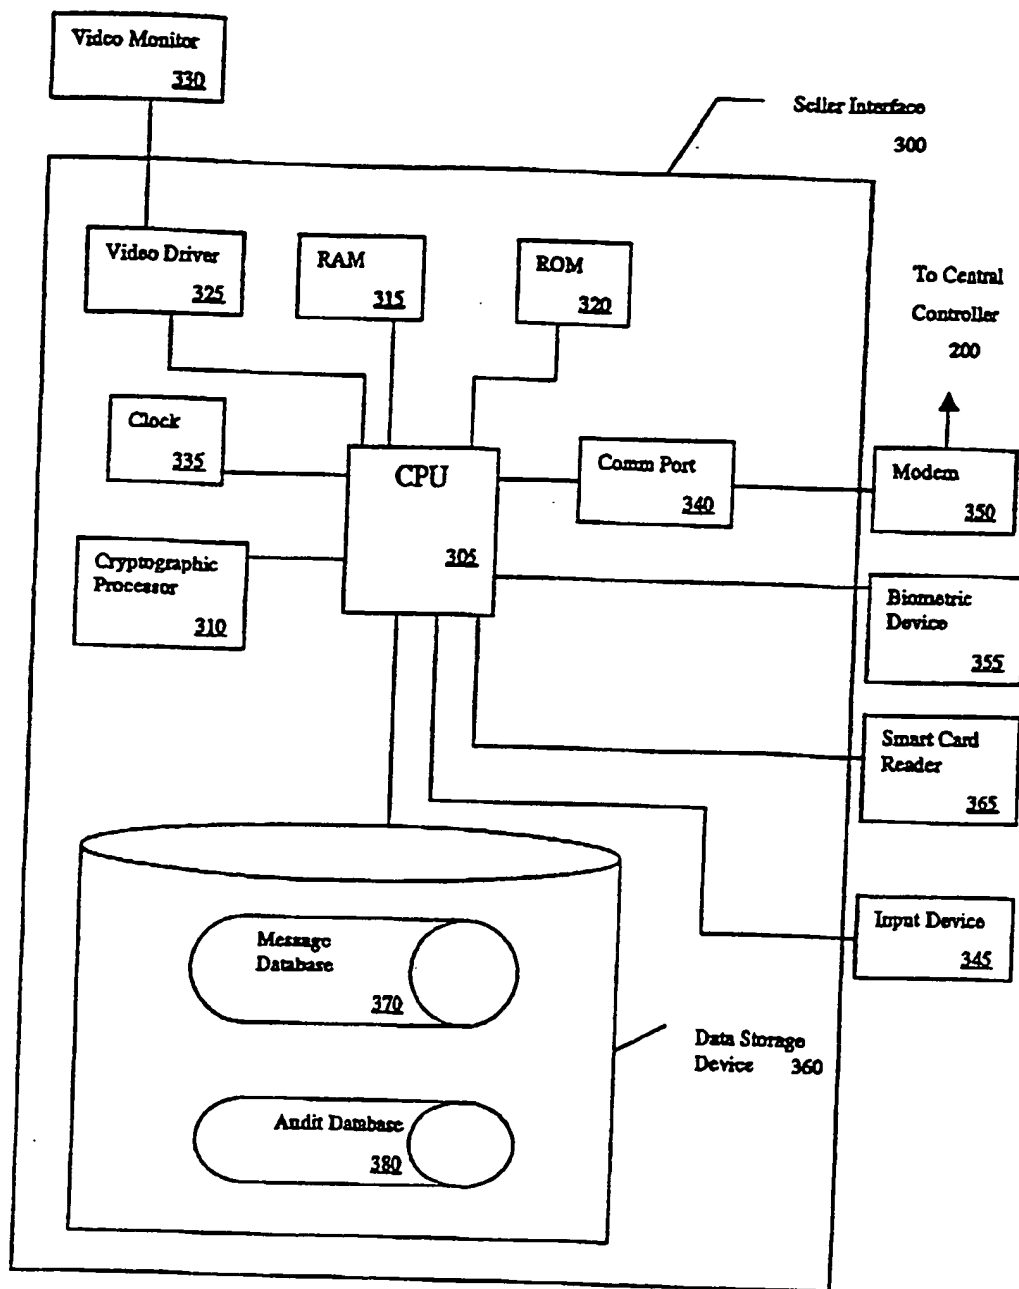 Video Monitor
330
Seller Interface
300
Video Driver
325
RAM
315
ROM
320
To Central
Controller
200
Clock
335
CPU
305
Comm Port
340
Modem
350
Cryptographic
Processor
310
Biometric
Device
355
Smart Card
Reader
365
Message
Database
370
Input Device
345
Data Storage
Device 360
Audit Database
380